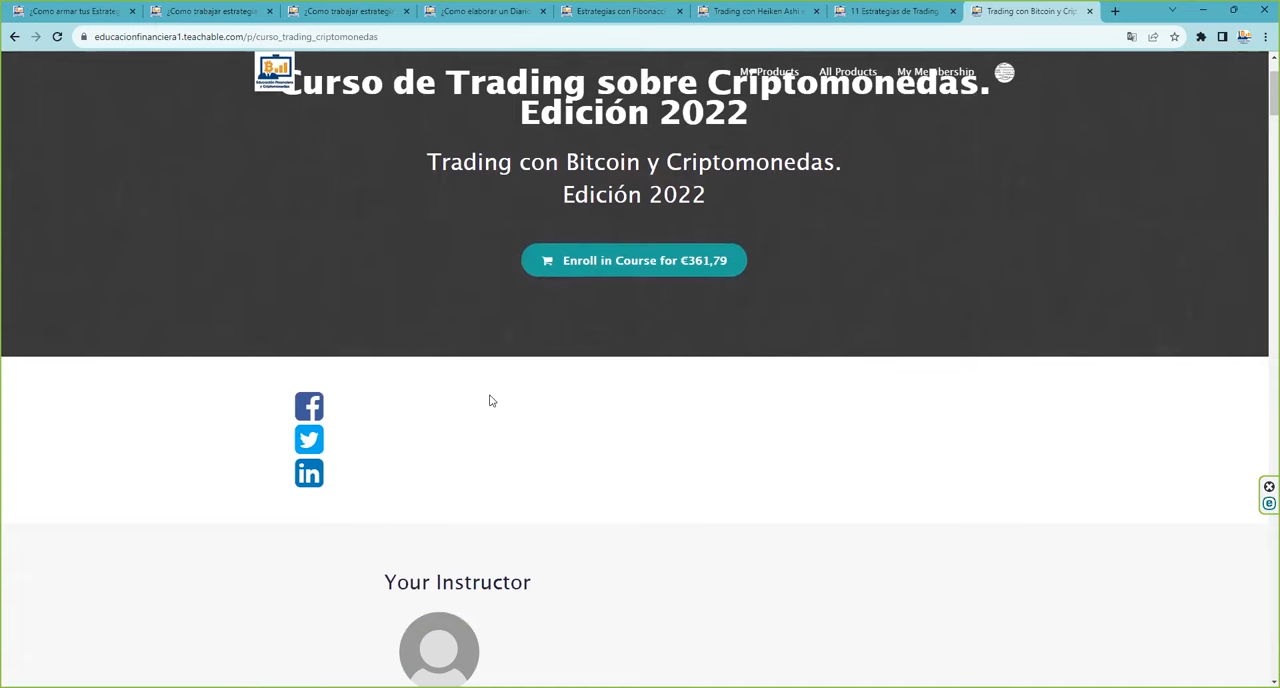 ¿Como armar tus Estrateg
¿Como trabajar estrategia
¿Como trabajar estrategia
¿Como elaborar un Diario
Estrategias con Fibonacci
Trading con Heiken Ashi e
11 Estrategias de Trading
Trading con Bitcoin y Crip
educacionfinanciera1.teachable.com/p/curso_trading_criptomonedas
My Products
All Products
My Membership
Curso de Trading sobre Criptomonedas.
Edición 2022
Trading con Bitcoin y Criptomonedas.
Edición 2022
Enroll in Course for €361,79
Your Instructor